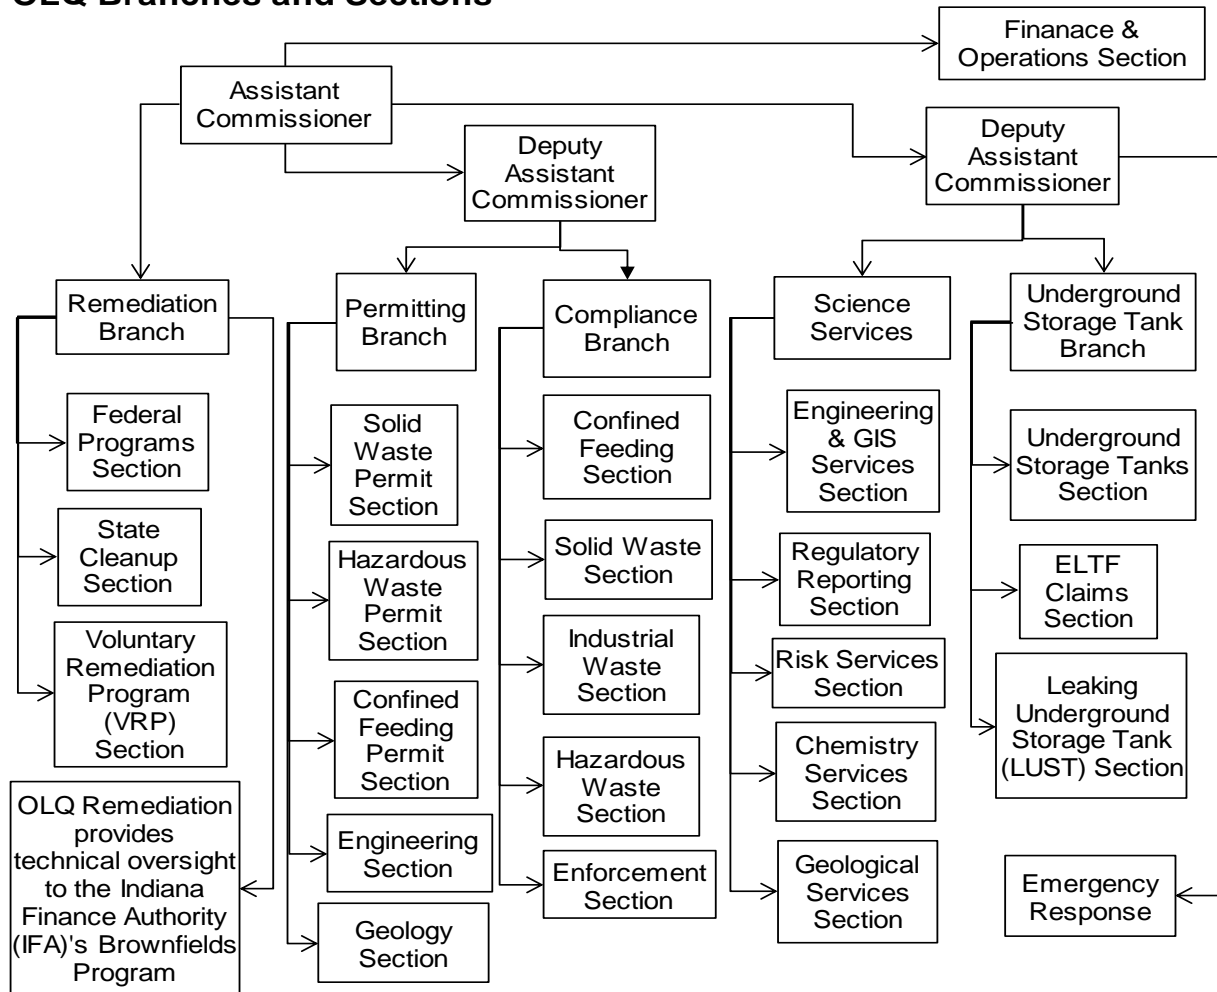 OLQ Branches and Sections
Finanace &
Operations Section
Assistant
Commissioner
Deputy
Assistant
Commissioner
Deputy
Assistant
Commissioner
Remediation
Branch
Permitting
Branch
Compliance
Branch
Science
Services
Underground
Storage Tank
Branch
Federal
Programs
Section
State
Cleanup
Section
Voluntary
Remediation
Program
(VRP)
Section
OLQ Remediation
provides
technical oversight
to the Indiana
Finance Authority
(IFA)'s Brownfields
Program
Solid
Waste
Permit
Section
Hazardous
Waste
Permit
Section
Confined
Feeding
Permit
Section
Engineering
Section
Geology
Section
Confined
Feeding
Section
Solid Waste
Section
Industrial
Waste
Section
Hazardous
Waste
Section
Enforcement
Section
Engineering
& GIS
Services
Section
Regulatory
Reporting
Section
Risk Services
Section
Chemistry
Services
Section
Geological
Services
Section
Underground
Storage Tanks
Section
ELTF
Claims
Section
Leaking
Underground
Storage Tank
(LUST) Section
Emergency
Response